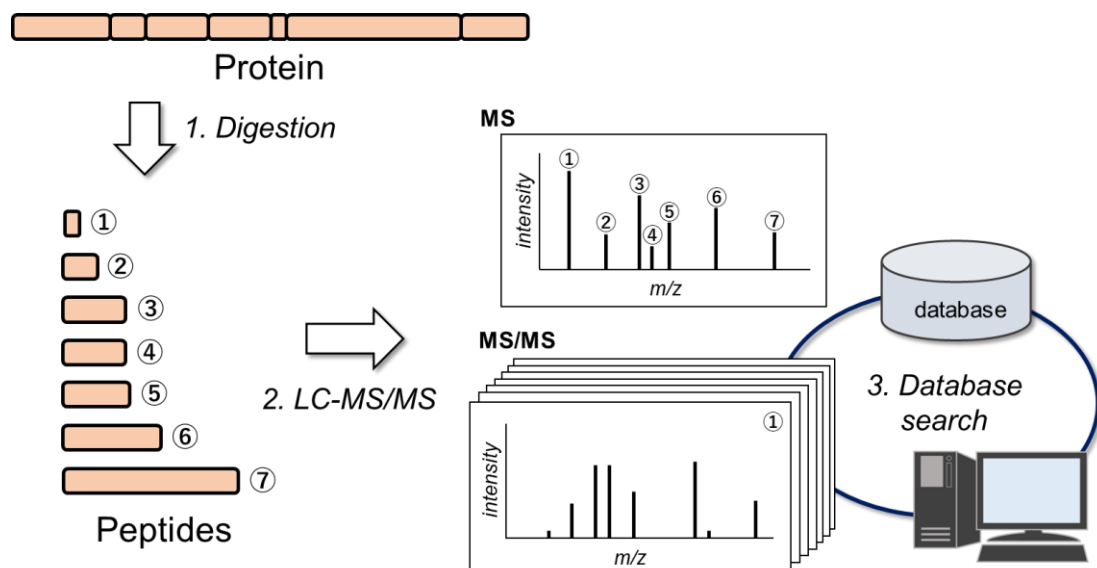 Protein
1. Digestion
①
②
③
④
⑤
⑥
⑦
Peptides
2. LC-MS/MS
MS
intensity
①
②
③
④
⑤
⑥
⑦
m/z
MS/MS
①
intensity
m/z
database
3. Database
search